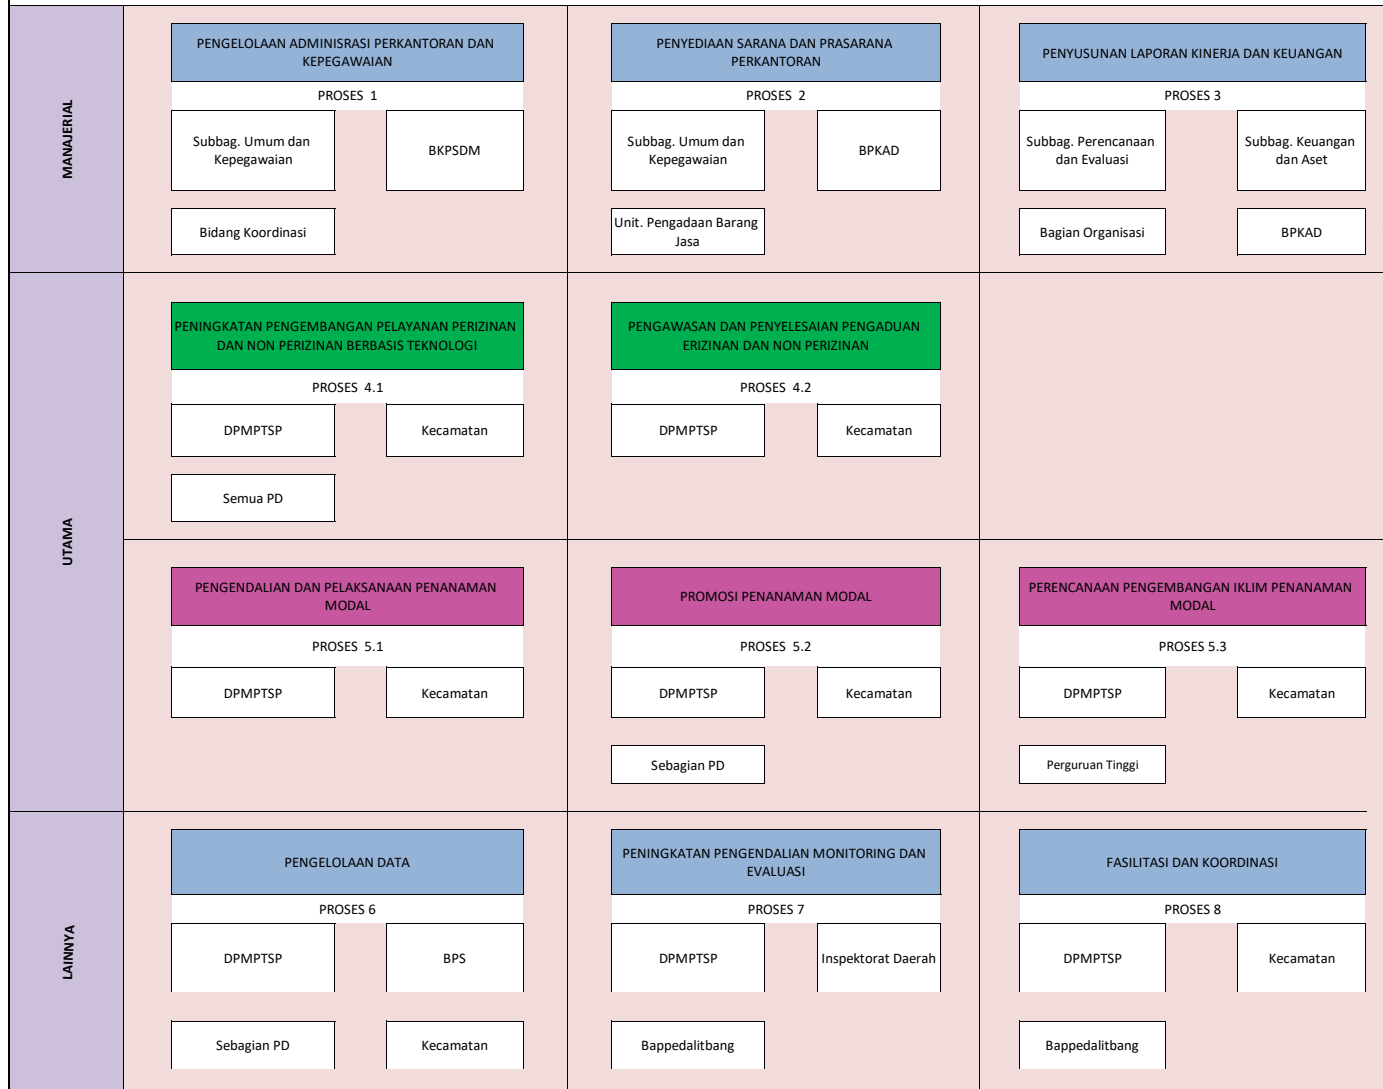 MANAJERIAL
PENGELOLAAN ADMINISRASI PERKANTORAN DAN
KEPEGAWAIAN
PROSES 1
Subbag. Umum dan
Kepegawaian
BKPSDM
Bidang Koordinasi
PENYEDIAAN SARANA DAN PRASARANA
PERKANTORAN
PROSES 2
Subbag. Umum dan
Kepegawaian
BPKAD
Unit. Pengadaan Barang
Jasa
PENYUSUNAN LAPORAN KINERJA DAN KEUANGAN
PROSES 3
Subbag. Perencanaan
dan Evaluasi
Subbag. Keuangan
dan Aset
Bagian Organisasi
BPKAD
UTAMA
PENINGKATAN PENGEMBANGAN PELAYANAN PERIZINAN
DAN NON PERIZINAN BERBASIS TEKNOLOGI
PROSES 4.1
DPMPTSP
Kecamatan
Semua PD
PENGAWASAN DAN PENYELESAIAN PENGADUAN
ERIZINAN DAN NON PERIZINAN
PROSES 4.2
DPMPTSP
Kecamatan
PENGENDALIAN DAN PELAKSANAAN PENANAMAN
MODAL
PROSES 5.1
DPMPTSP
Kecamatan
PROMOSI PENANAMAN MODAL
PROSES 5.2
DPMPTSP
Kecamatan
Sebagian PD
PERENCANAAN PENGEMBANGAN IKLIM PENANAMAN
MODAL
PROSES 5.3
DPMPTSP
Kecamatan
Perguruan Tinggi
LAINNYA
PENGELOLAAN DATA
PROSES 6
DPMPTSP
BPS
Sebagian PD
Kecamatan
PENINGKATAN PENGENDALIAN MONITORING DAN
EVALUASI
PROSES 7
DPMPTSP
Inspektorat Daerah
Bappedalitbang
FASILITASI DAN KOORDINASI
PROSES 8
DPMPTSP
Kecamatan
Bappedalitbang